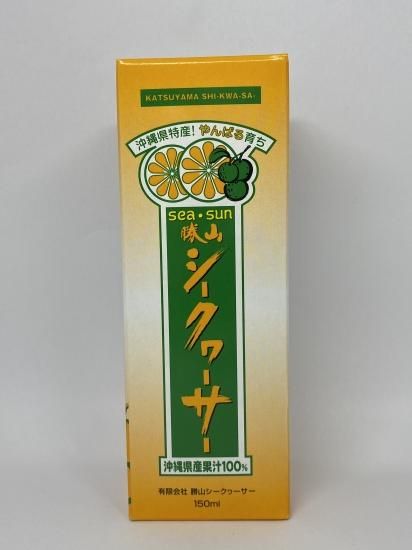 KATSUYAMA SHI-KWA-SA-
沖縄県特産！やんばる育ち
sea・sun
勝山
シークヮーサー
沖縄県産果汁100%
有限会社 勝山シークヮーサー
150ml